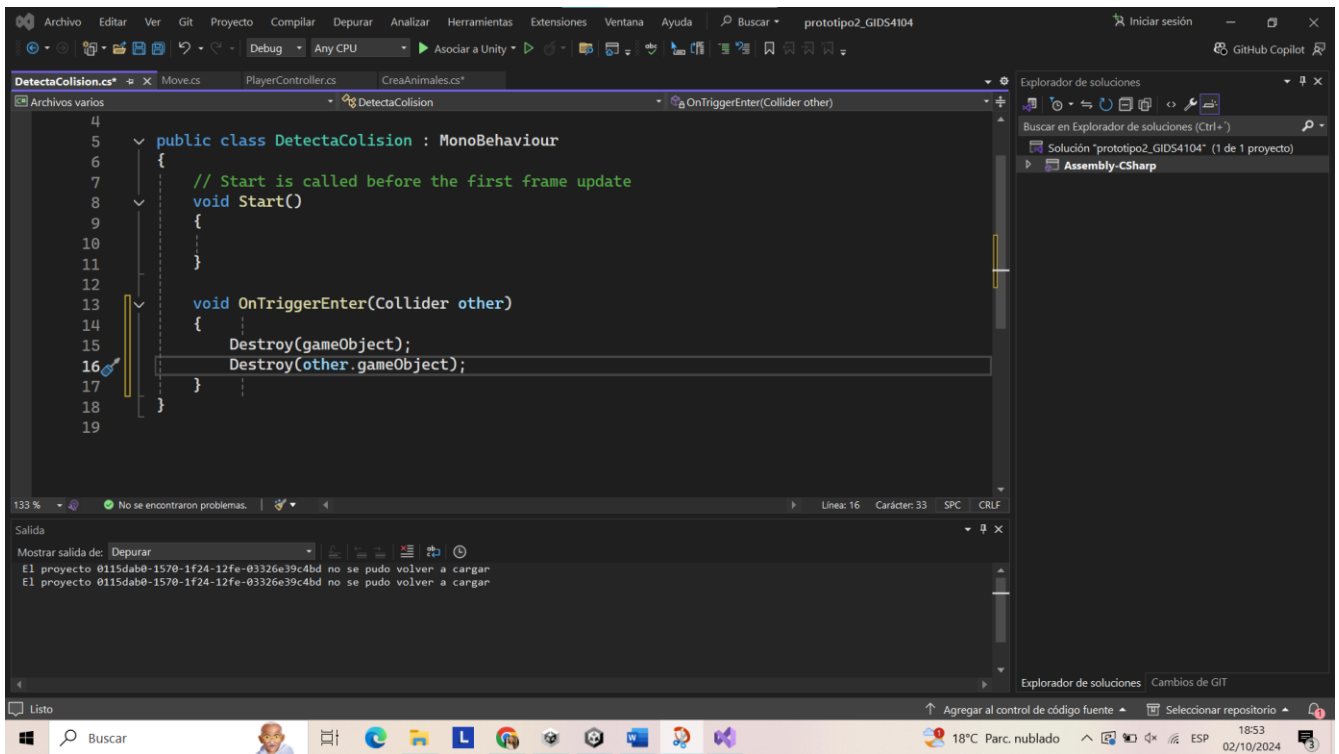 Archivo Editar Ver Git Proyecto Compilar Depurar Analizar Herramientas Extensiones Ventana Ayuda Buscar prototipo2_GIDS4104 Iniciar sesión
Debug Any CPU Asociar a Unity GitHub Copilot
DetectaColision.cs* Move.cs PlayerController.cs CreaAnimales.cs*
Archivos varios DetectaColision OnTriggerEnter(Collider other)
4
5 public class DetectaColision : MonoBehaviour
6 {
7 // Start is called before the first frame update
8 void Start()
9 {
10
11 }
12
13 void OnTriggerEnter(Collider other)
14 {
15 Destroy(gameObject);
16 Destroy(other.gameObject);
17 }
18 }
19
133 % No se encontraron problemas. Línea: 16 Carácter: 33 SPC CRLF
Salida
Mostrar salida de: Depurar
El proyecto 0115dab0-1570-1f24-12fe-03326e39c4bd no se pudo volver a cargar
El proyecto 0115dab0-1570-1f24-12fe-03326e39c4bd no se pudo volver a cargar
Explorador de soluciones
Buscar en Explorador de soluciones (Ctrl+´)
Solución "prototipo2_GIDS4104" (1 de 1 proyecto)
Assembly-CSharp
Explorador de soluciones Cambios de GIT
Listo Agregar al control de código fuente Seleccionar repositorio 1
Buscar L 18°C Parc. nublado ESP 18:53
02/10/2024 3